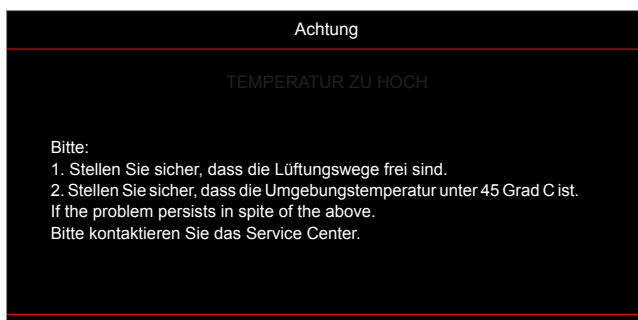 Achtung
TEMPERATUR ZU HOCH
Bitte:
1. Stellen Sie sicher, dass die Lüftungswege frei sind.
2. Stellen Sie sicher, dass die Umgebungstemperatur unter 45 Grad C ist.
If the problem persists in spite of the above.
Bitte kontaktieren Sie das Service Center.